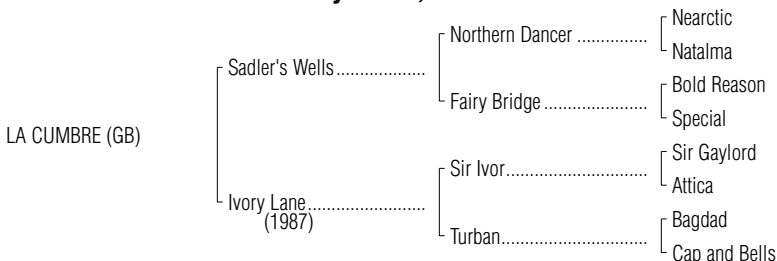 Nearctic
Northern Dancer ...............
Natalma
Sadler's Wells...................
Bold Reason
Fairy Bridge ......................
Special
LA CUMBRE (GB)
Sir Gaylord
Sir Ivor..............................
Attica
Ivory Lane.........................
(1987)
Bagdad
Turban...............................
Cap and Bells